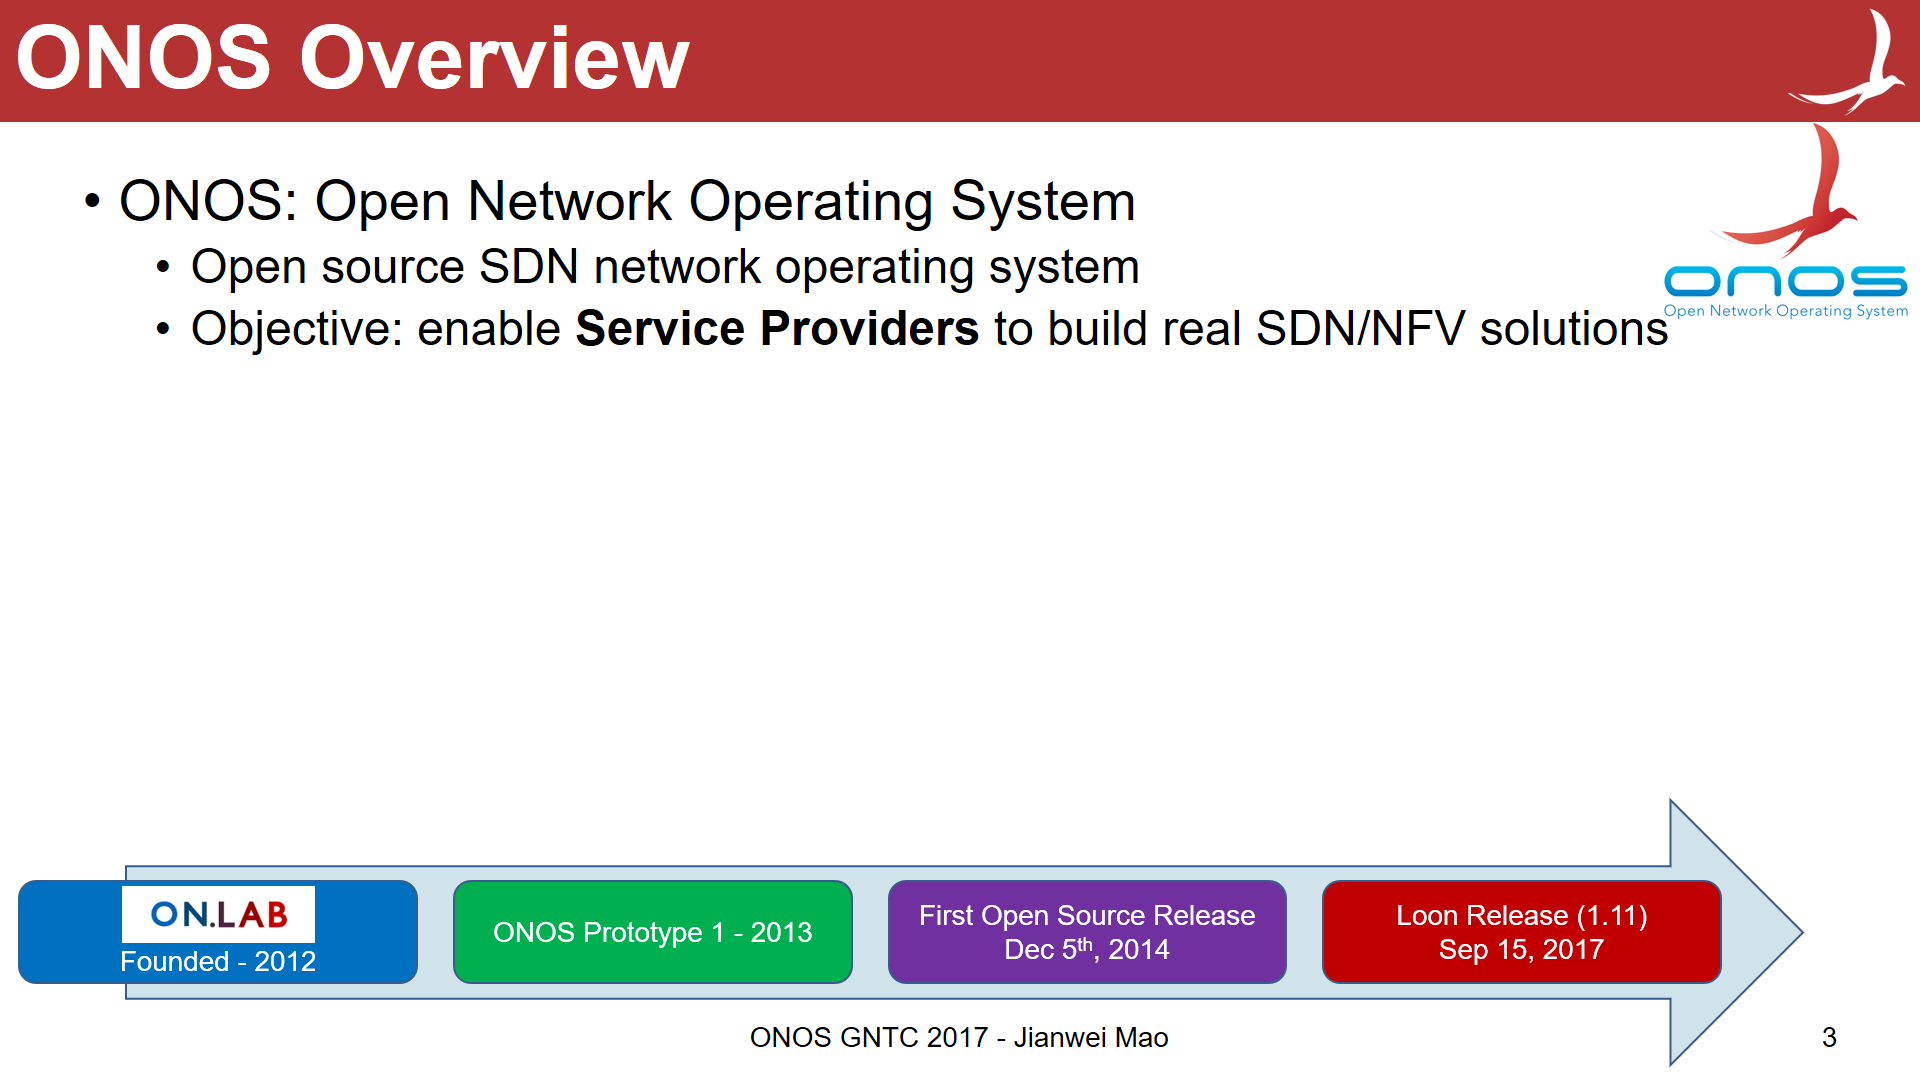 ONOS Overview
• ONOS: Open Network Operating System
• Open source SDN network operating system
• Objective: enable Service Providers to build real SDN/NFV solutions
onos
Open Network Operating System
ON.LAB
Founded - 2012
ONOS Prototype 1 - 2013
First Open Source Release
Dec 5th, 2014
Loon Release (1.11)
Sep 15, 2017
ONOS GNTC 2017 - Jianwei Mao
3